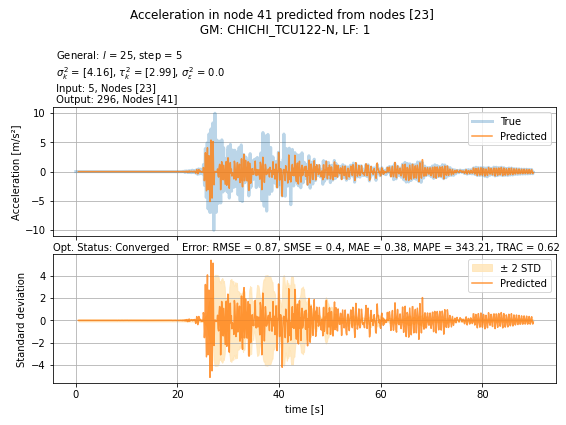 Acceleration in node 41 predicted from nodes [23]
GM: CHICHI_TCU122-N, LF: 1
General: l = 25, step = 5
σ²ₖ = [4.16], τ²ₖ = [2.99], σ²ε = 0.0
Input: 5, Nodes [23]
Output: 296, Nodes [41]
10
5
0
−5
−10
Acceleration [m/s²]
True
Predicted
Opt. Status: Converged Error: RMSE = 0.87, SMSE = 0.4, MAE = 0.38, MAPE = 343.21, TRAC = 0.62
4
2
0
−2
−4
Standard deviation
± 2 STD
Predicted
0 20 40 60 80
time [s]